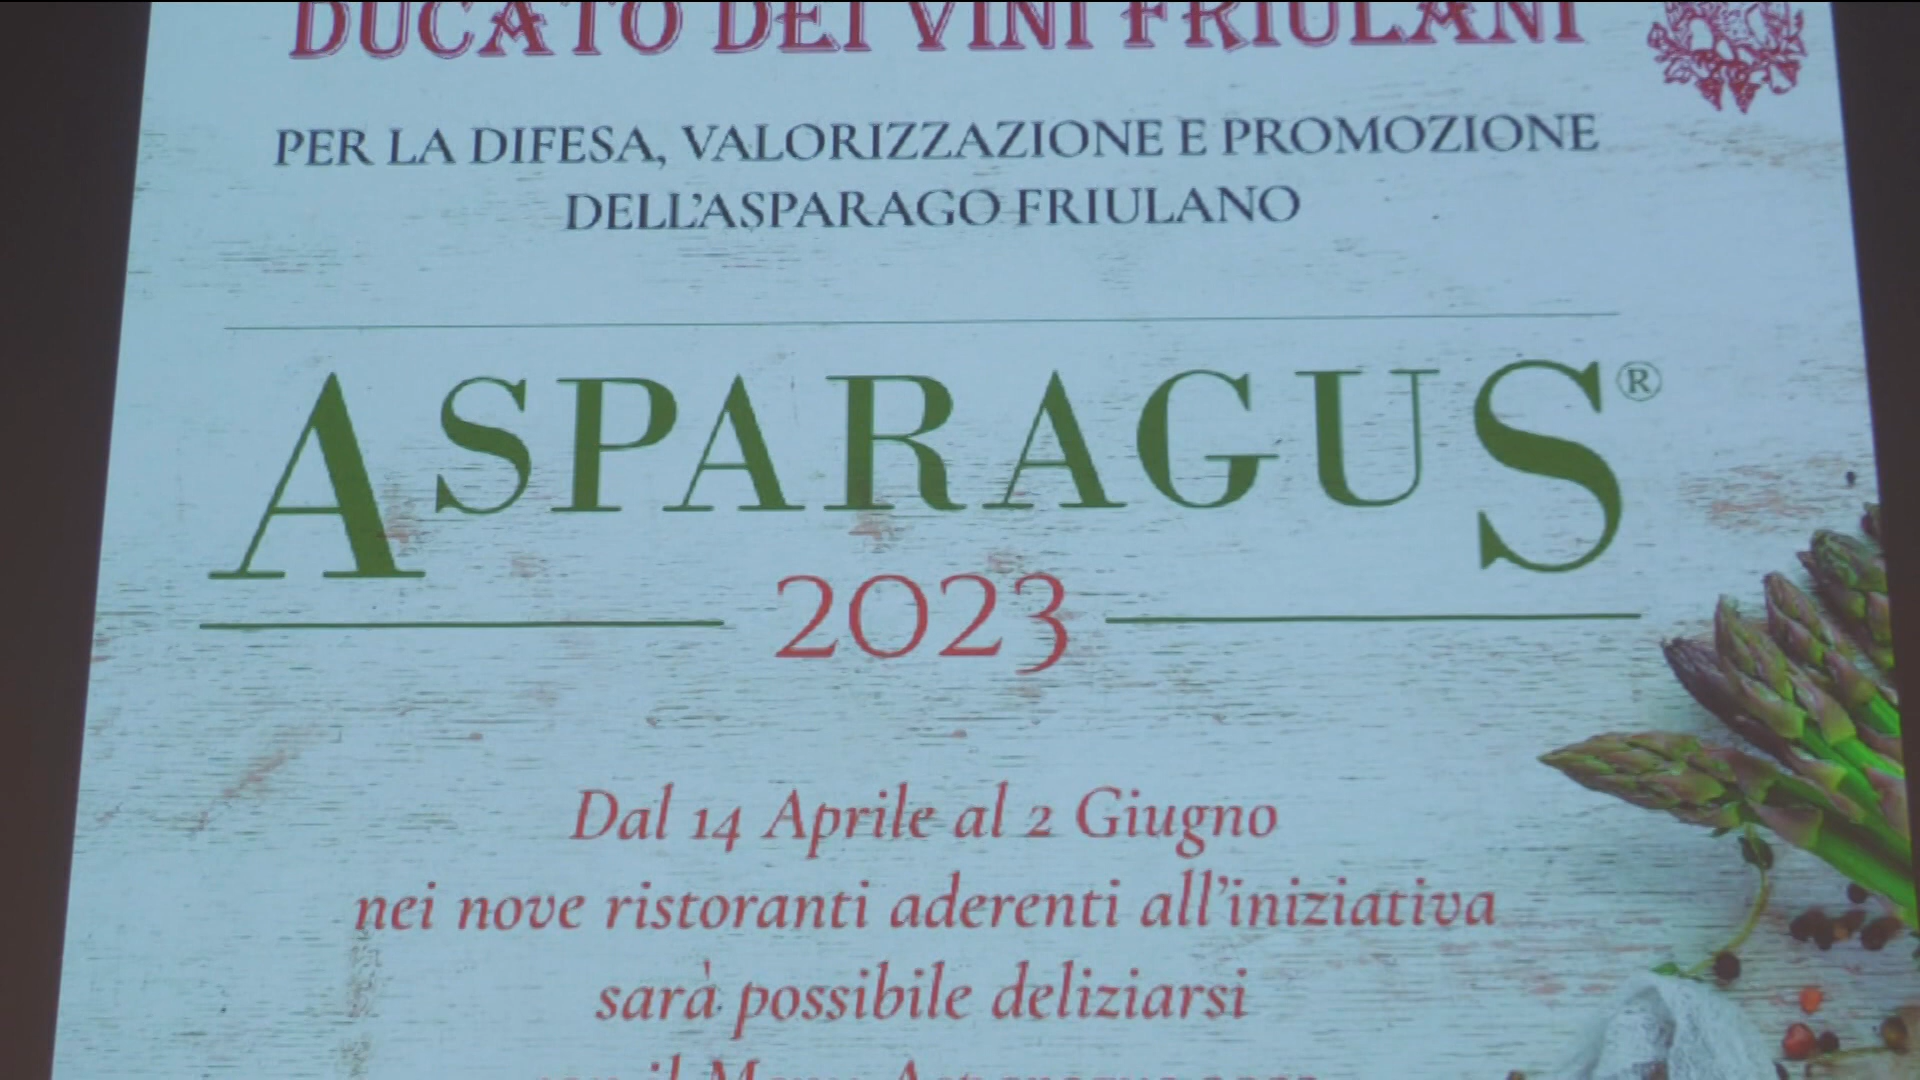 DUCATO DEI VINI FRIULANI
PER LA DIFESA, VALORIZZAZIONE E PROMOZIONE
DELL'ASPARAGO FRIULANO
ASPARAGUS®
2023
Dal 14 Aprile al 2 Giugno
nei nove ristoranti aderenti all'iniziativa
sarà possibile deliziarsi